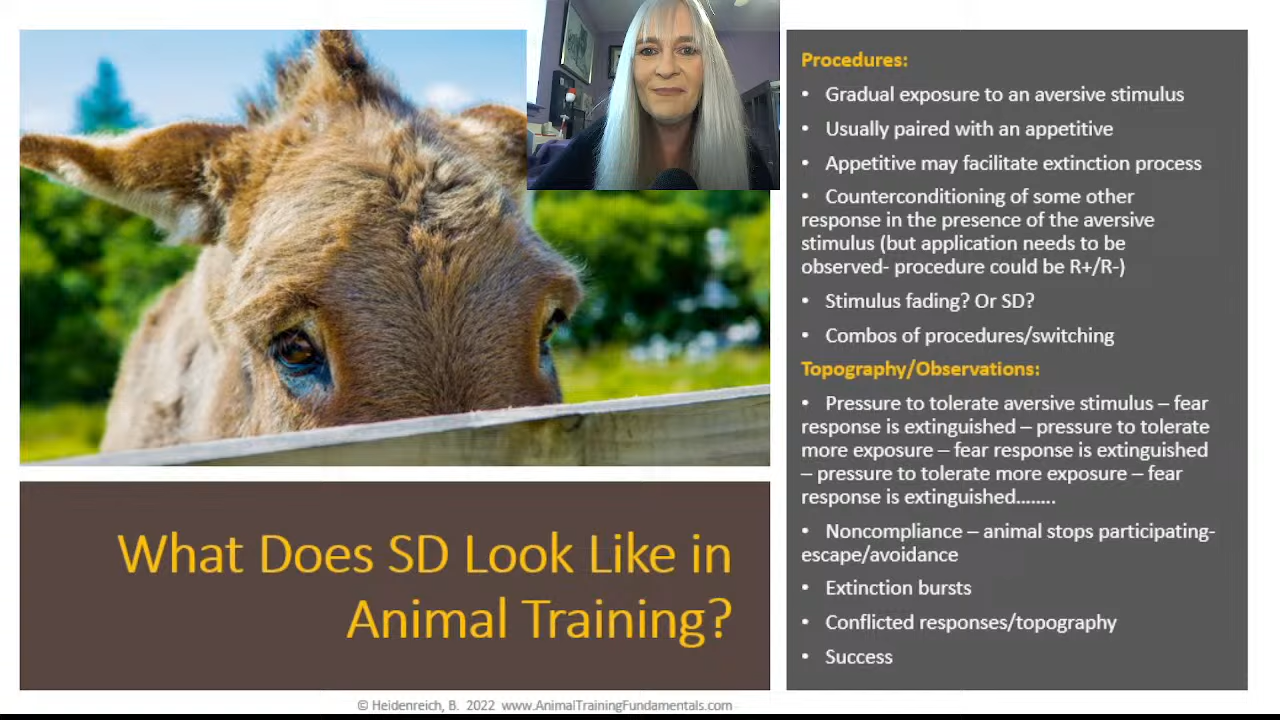 Procedures:
• Gradual exposure to an aversive stimulus
• Usually paired with an appetitive
• Appetitive may facilitate extinction process
• Counterconditioning of some other
response in the presence of the aversive
stimulus (but application needs to be
observed- procedure could be R+/R-)
• Stimulus fading? Or SD?
• Combos of procedures/switching
Topography/Observations:
• Pressure to tolerate aversive stimulus – fear
response is extinguished – pressure to tolerate
more exposure – fear response is extinguished
– pressure to tolerate more exposure – fear
response is extinguished……..
• Noncompliance – animal stops participating-
escape/avoidance
• Extinction bursts
• Conflicted responses/topography
• Success
What Does SD Look Like in
Animal Training?
© Heidenreich, B. 2022 www.AnimalTrainingFundamentals.com